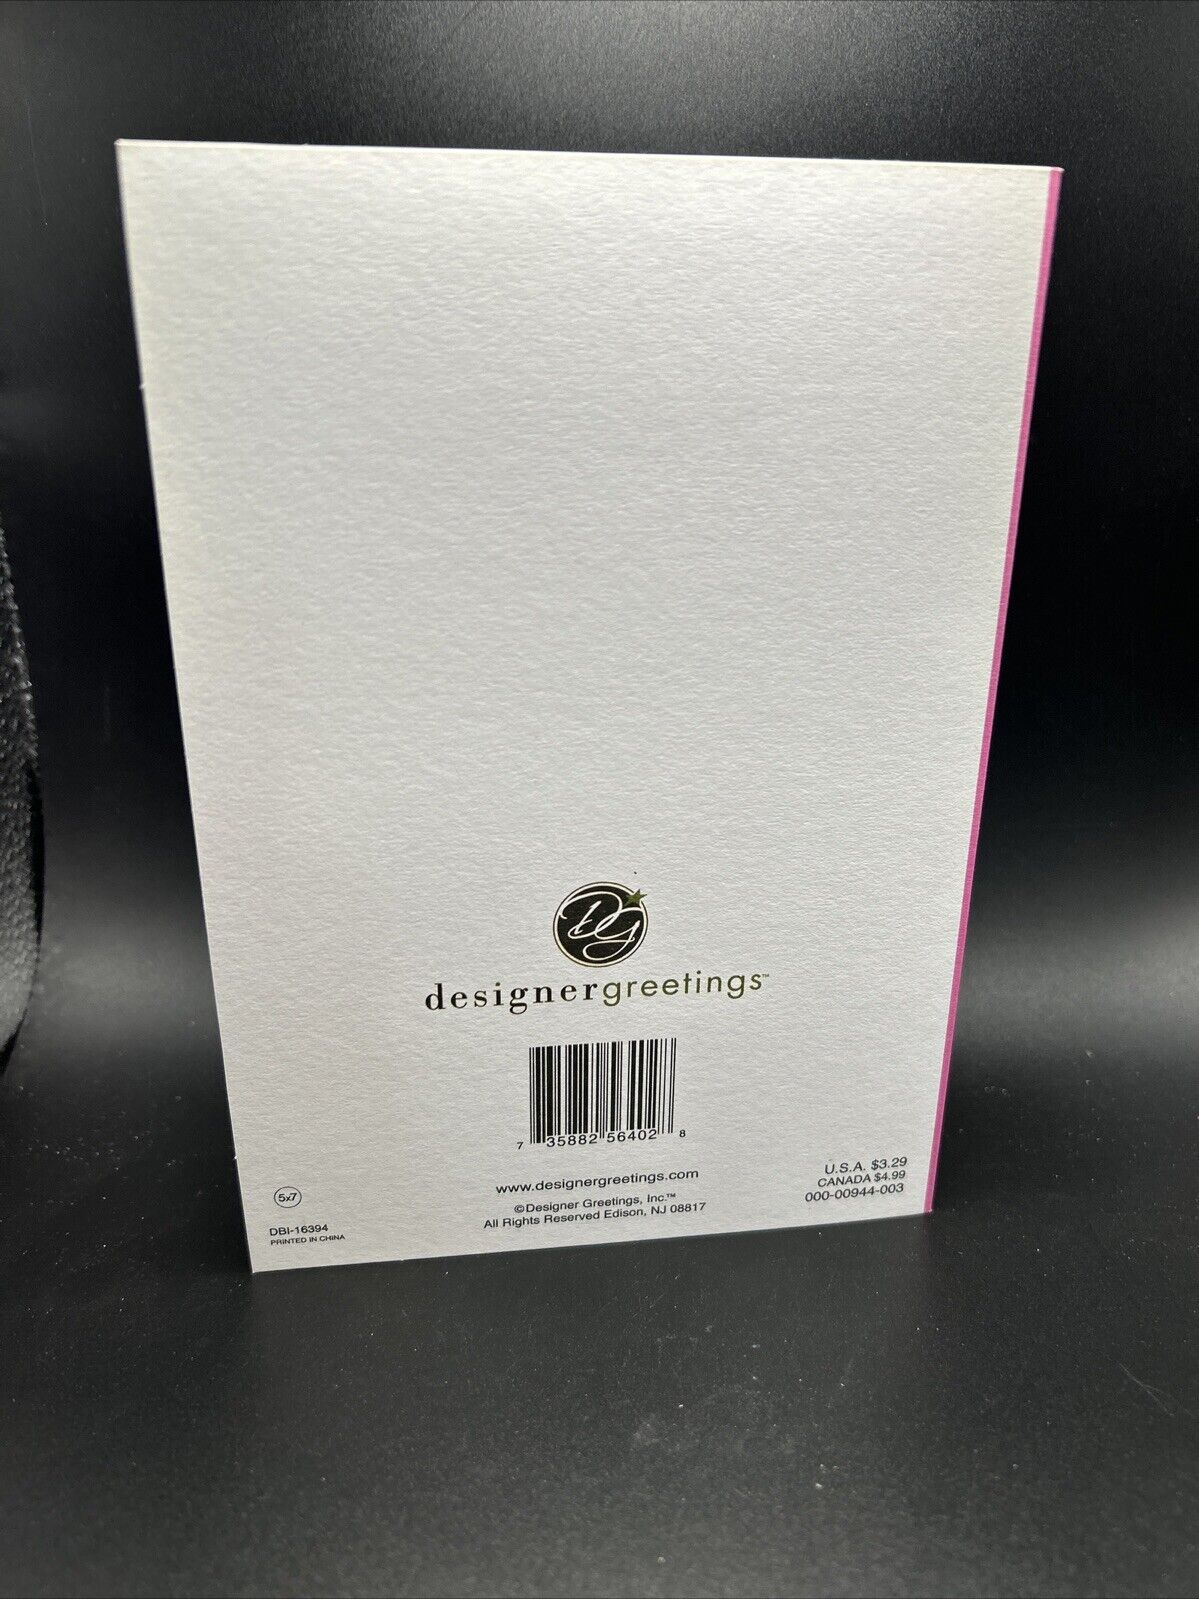 DG
designergreetings™
7 35882 56402 8
www.designergreetings.com
©Designer Greetings, Inc.™
All Rights Reserved Edison, NJ 08817
5x7
DBI-16394
PRINTED IN CHINA
U.S.A. $3.29
CANADA $4.99
000-00944-003